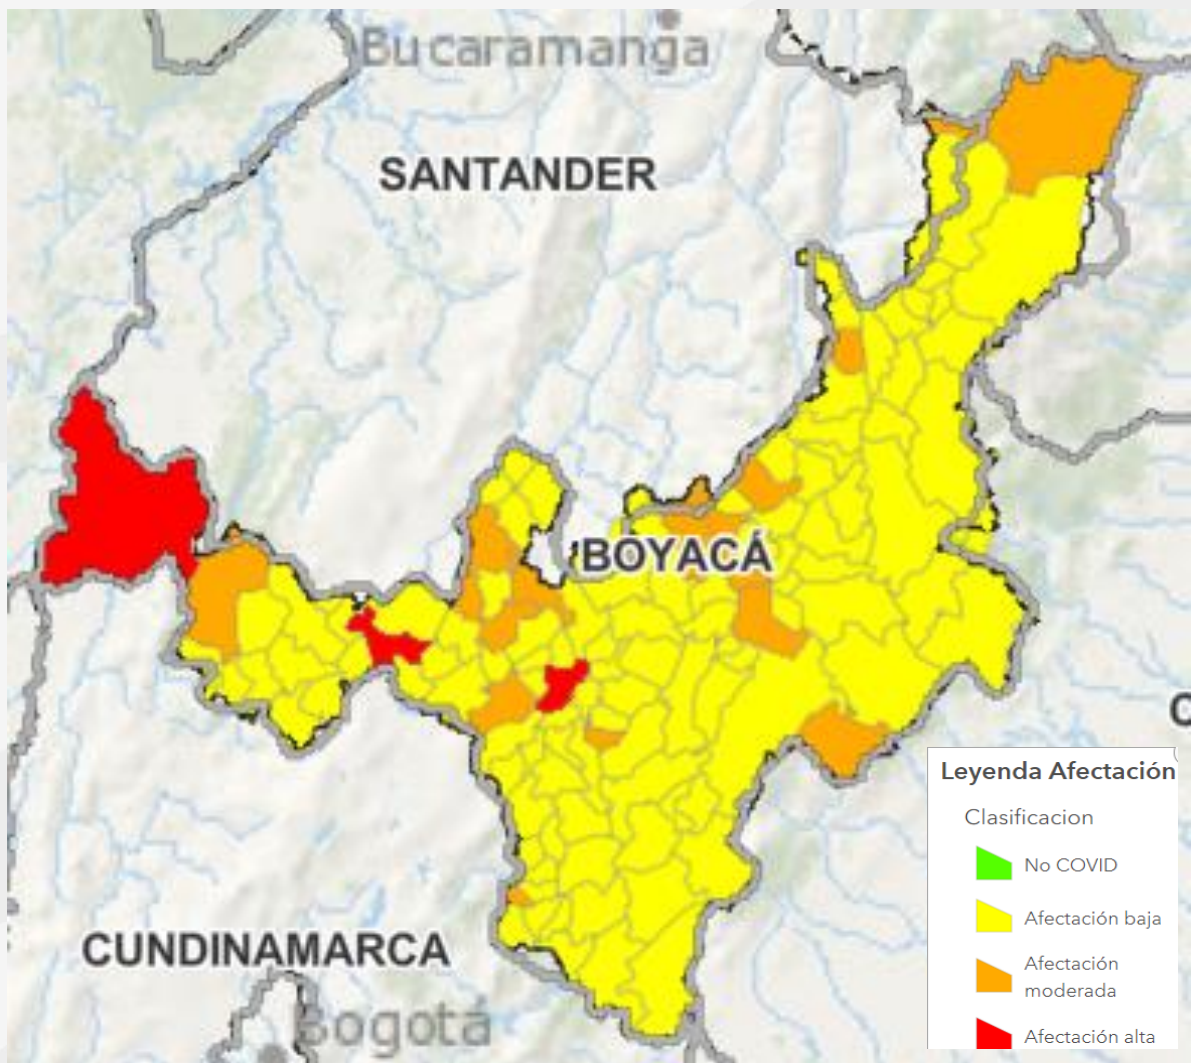 Bucaramanga
SANTANDER
BOYACÁ
C
Leyenda Afectación
Clasificacion
No COVID
Afectación baja
Afectación
moderada
Afectación alta
CUNDINAMARCA
Bogotá